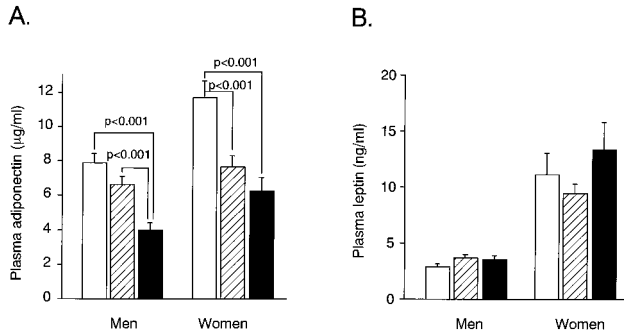 A.
Plasma adiponectin (μg/ml)
12
10
8
6
4
2
0
p<0.001
p<0.001
p<0.001
p<0.001
Men
Women
B.
Plasma leptin (ng/ml)
20
15
10
5
0
Men
Women